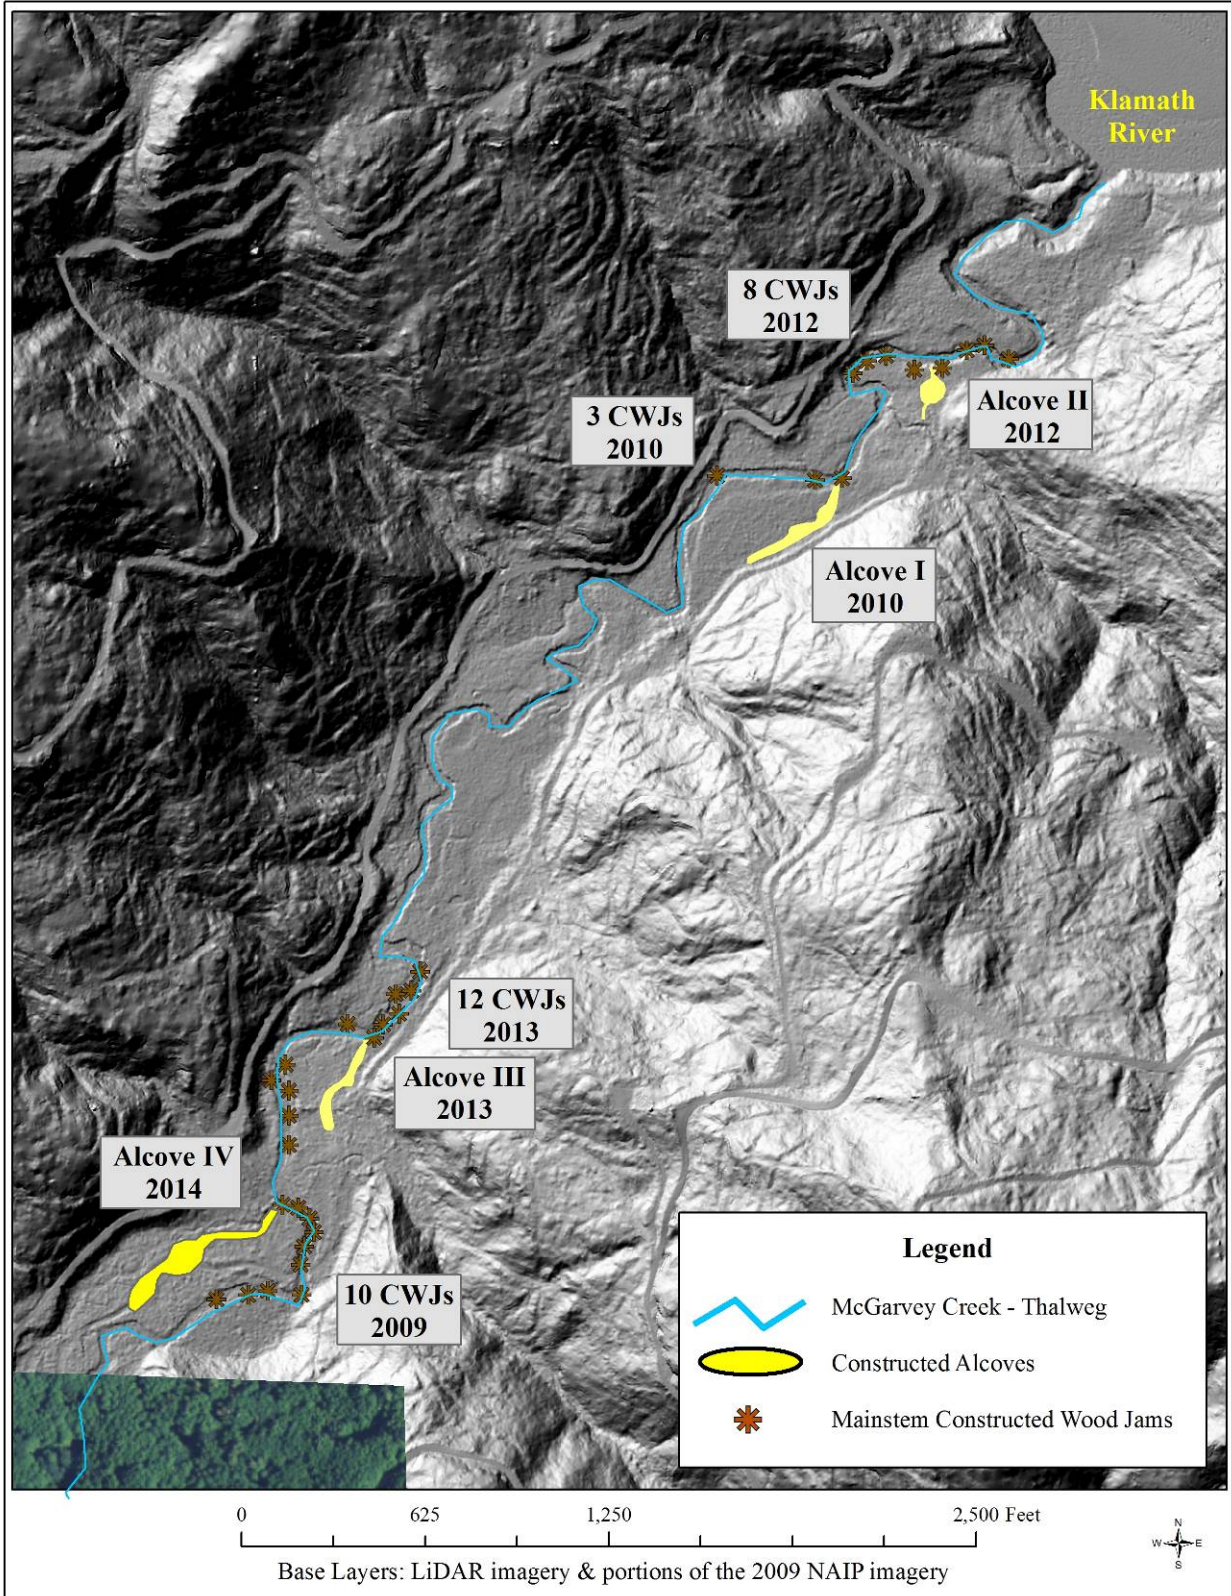 Klamath
River
8 CWJs
2012
3 CWJs
2010
Alcove II
2012
Alcove I
2010
12 CWJs
2013
Alcove III
2013
Alcove IV
2014
10 CWJs
2009
Legend
McGarvey Creek - Thalweg
Constructed Alcoves
Mainstem Constructed Wood Jams
0 625 1,250 2,500 Feet
Base Layers: LiDAR imagery & portions of the 2009 NAIP imagery
N
W E
S